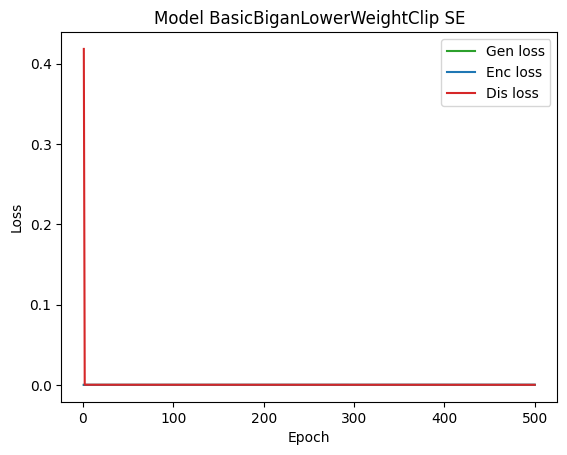 Model BasicBiganLowerWeightClip SE
Gen loss
Enc loss
Dis loss
0.4
0.3
0.2
0.1
0.0
Loss
0 100 200 300 400 500
Epoch